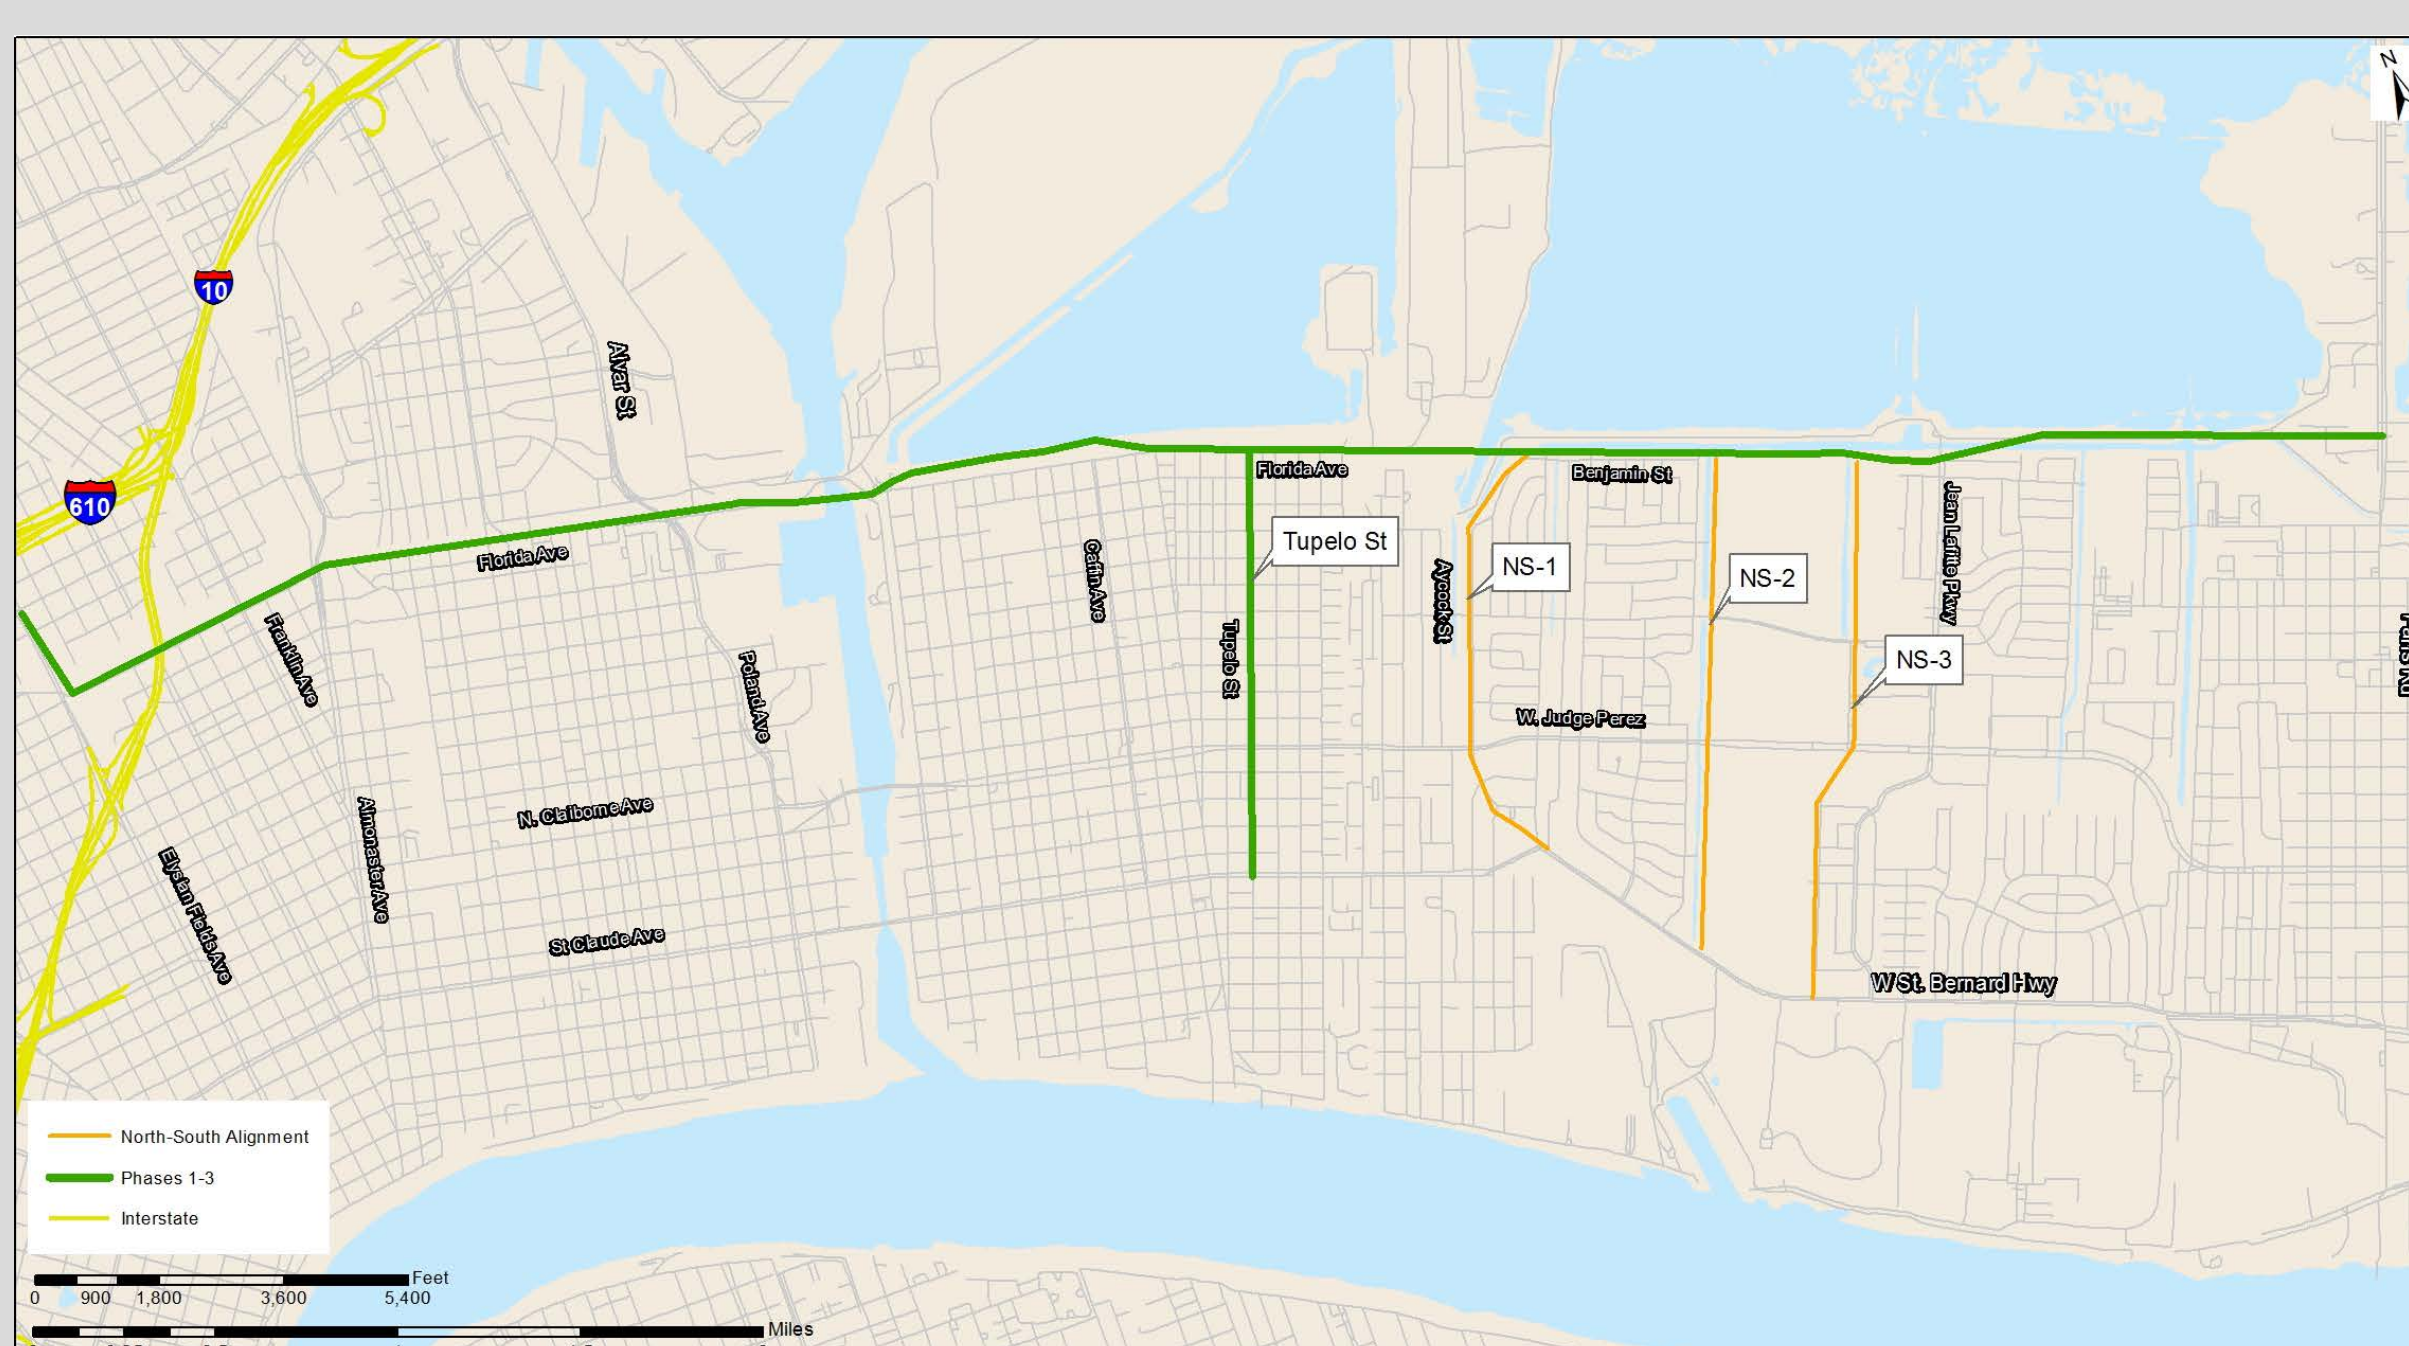 N
10
Alvar St
610
Florida Ave
Benjamin St
Jean Lafitte Pkwy
Tupelo St
Florida Ave
Caffin Ave
Aycock St
NS-1
NS-2
Franklin Ave
Tupelo St
Poland Ave
NS-3
W. Judge Perez
N. Claiborne Ave
Almonaster Ave
Elysian Fields Ave
St Claude Ave
W St. Bernard Hwy
North-South Alignment
Phases 1-3
Interstate
Feet
0 900 1,800 3,600 5,400
Miles